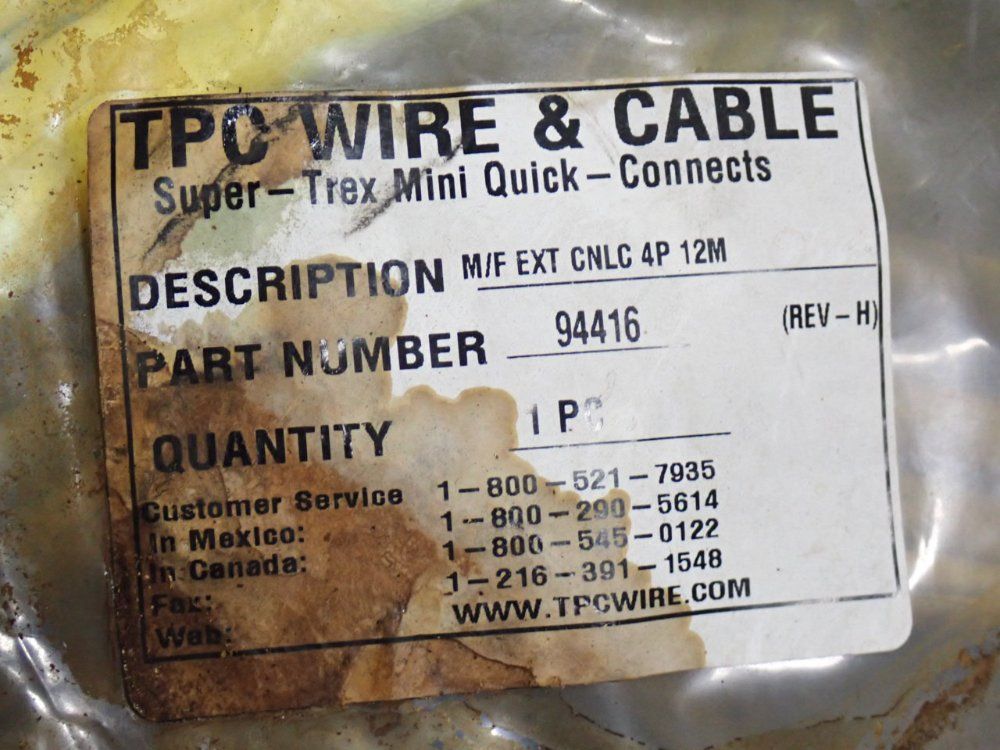 TPC WIRE & CABLE
Super-Trex Mini Quick-Connects
DESCRIPTION M/F EXT CNLC 4P 12M
PART NUMBER 94416 (REV-H)
QUANTITY 1 PC
Customer Service 1-800-521-7935
In Mexico: 1-800-290-5614
In Canada: 1-800-545-0122
Fax: 1-216-391-1548
Web: WWW.TPCWIRE.COM